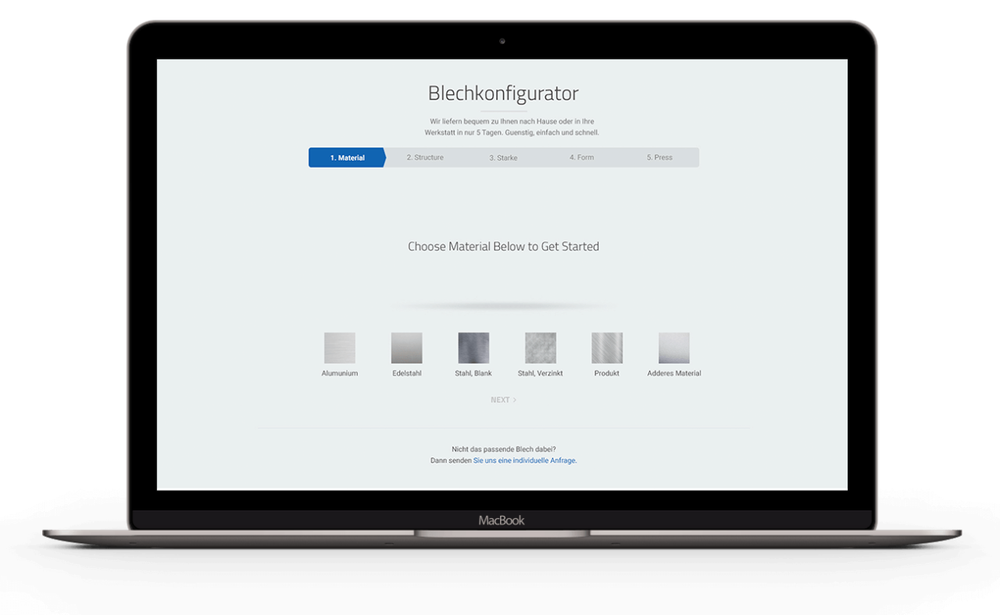 Blechkonfigurator
Wir liefern bequem zu Ihnen nach Hause oder in Ihre
Werkstatt in nur 5 Tagen. Guenstig, einfach und schnell.
1. Material 2. Structure 3. Starke 4. Form 5. Press
Choose Material Below to Get Started
Alumunium Edelstahl Stahl, Blank Stahl, Verzinkt Produkt Adderes Material
NEXT >
Nicht das passende Blech dabei?
Dann senden Sie uns eine individuelle Anfrage.
MacBook